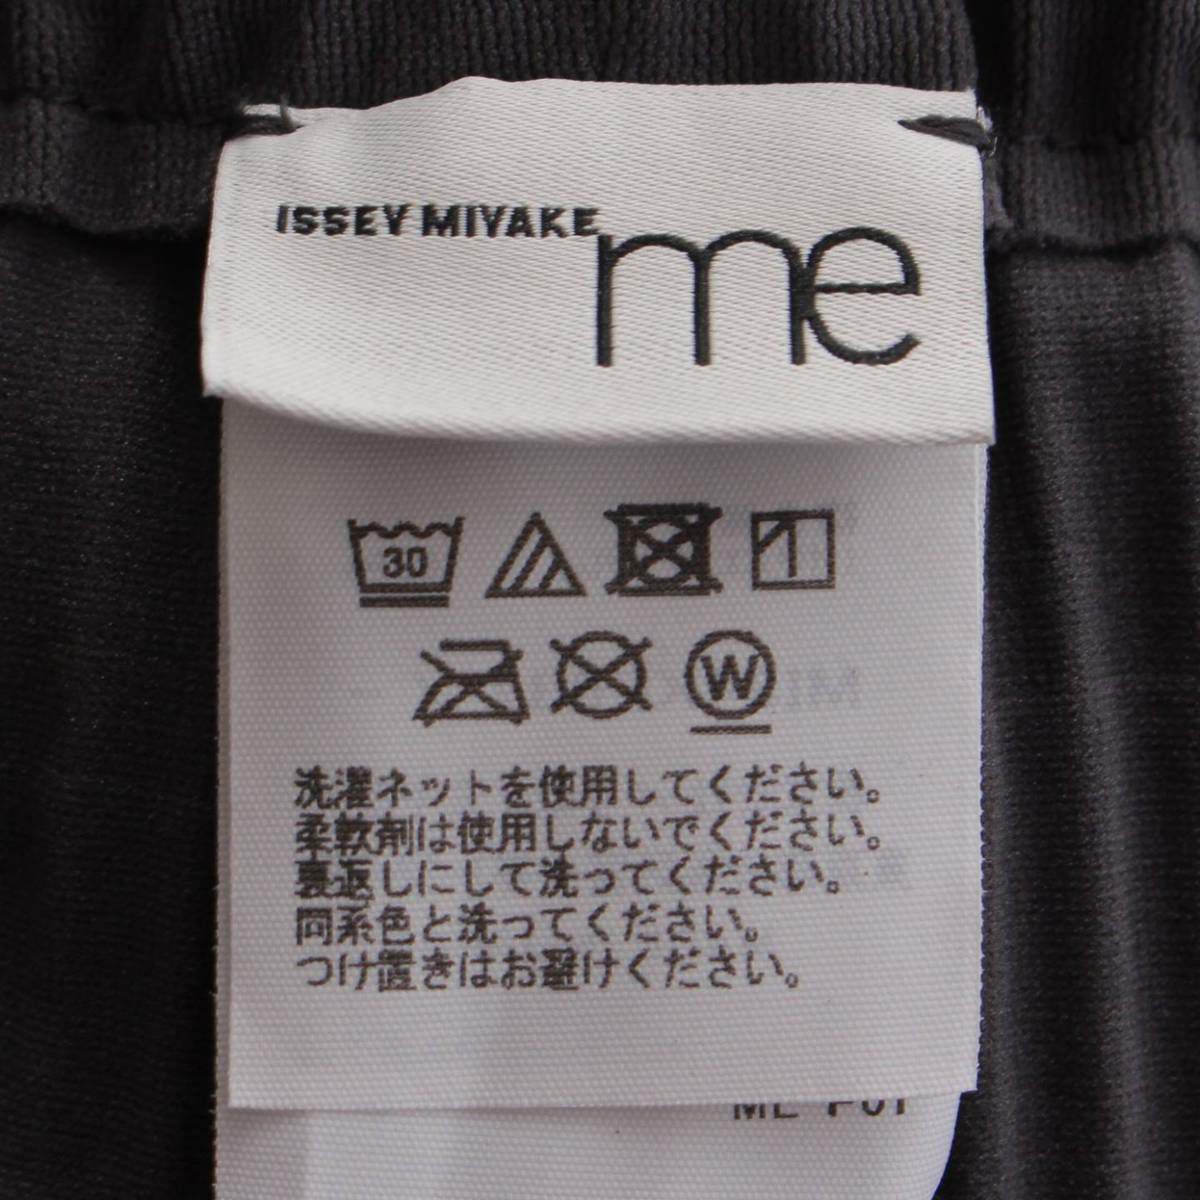 ISSEY MIYAKE me
30
W
洗濯ネットを使用してください。
柔軟剤は使用しないでください。
裏返しにして洗ってください。
同系色と洗ってください。
つけ置きはお避けください。